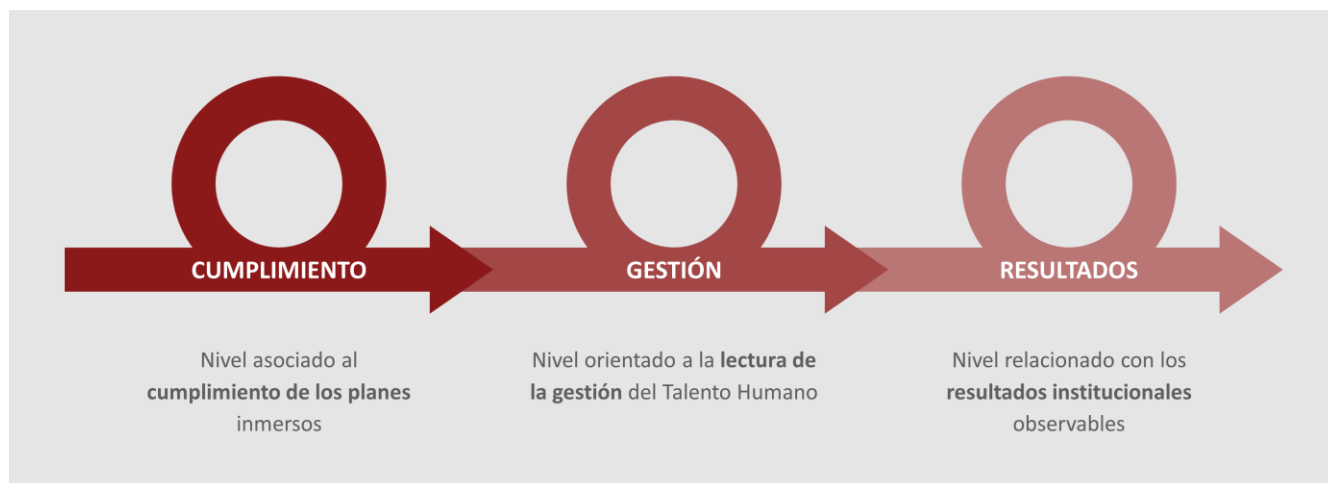 CUMPLIMIENTO
Nivel asociado al
cumplimiento de los planes
inmersos
GESTIÓN
Nivel orientado a la lectura de
la gestión del Talento Humano
RESULTADOS
Nivel relacionado con los
resultados institucionales
observables